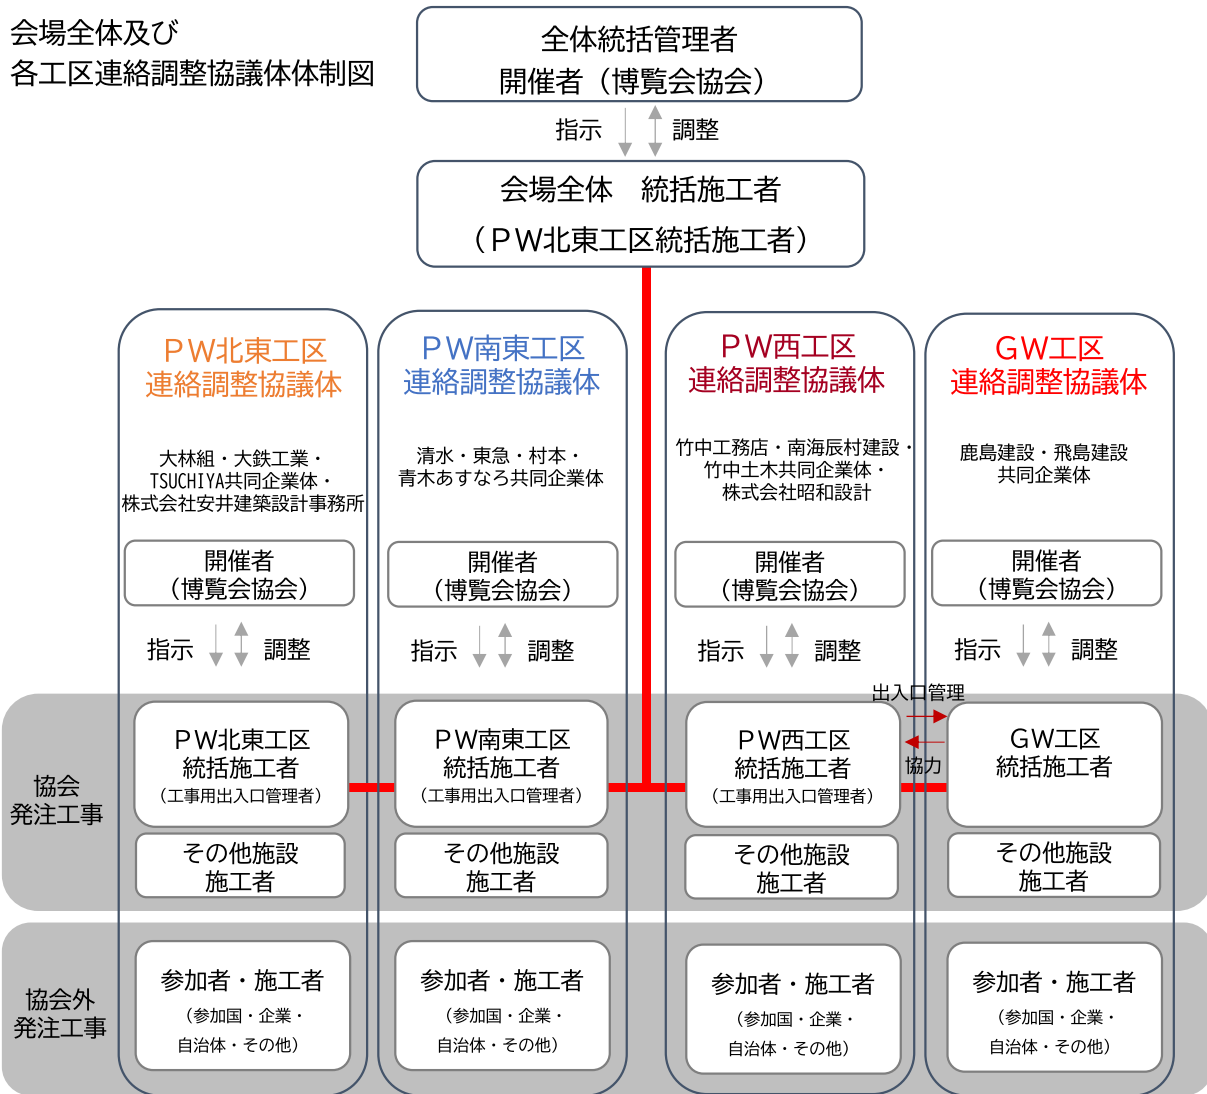 会場全体及び
各工区連絡調整協議体体制図
全体統括管理者
開催者（博覧会協会）
指示
調整
会場全体　統括施工者
（ＰＷ北東工区統括施工者）
ＰＷ北東工区
連絡調整協議体
大林組・大鉄工業・
TSUCHIYA共同企業体・
株式会社安井建築設計事務所
開催者
（博覧会協会）
指示
調整
ＰＷ北東工区
統括施工者
（工事用出入口管理者）
その他施設
施工者
参加者・施工者
（参加国・企業・
自治体・その他）
ＰＷ南東工区
連絡調整協議体
清水・東急・村本・
青木あすなろ共同企業体
開催者
（博覧会協会）
指示
調整
ＰＷ南東工区
統括施工者
（工事用出入口管理者）
その他施設
施工者
参加者・施工者
（参加国・企業・
自治体・その他）
ＰＷ西工区
連絡調整協議体
竹中工務店・南海辰村建設・
竹中土木共同企業体・
株式会社昭和設計
開催者
（博覧会協会）
指示
調整
ＰＷ西工区
統括施工者
（工事用出入口管理者）
その他施設
施工者
参加者・施工者
（参加国・企業・
自治体・その他）
出入口管理
協力
ＧＷ工区
連絡調整協議体
鹿島建設・飛島建設
共同企業体
開催者
（博覧会協会）
指示
調整
ＧＷ工区
統括施工者
その他施設
施工者
参加者・施工者
（参加国・企業・
自治体・その他）
協会
発注工事
協会外
発注工事